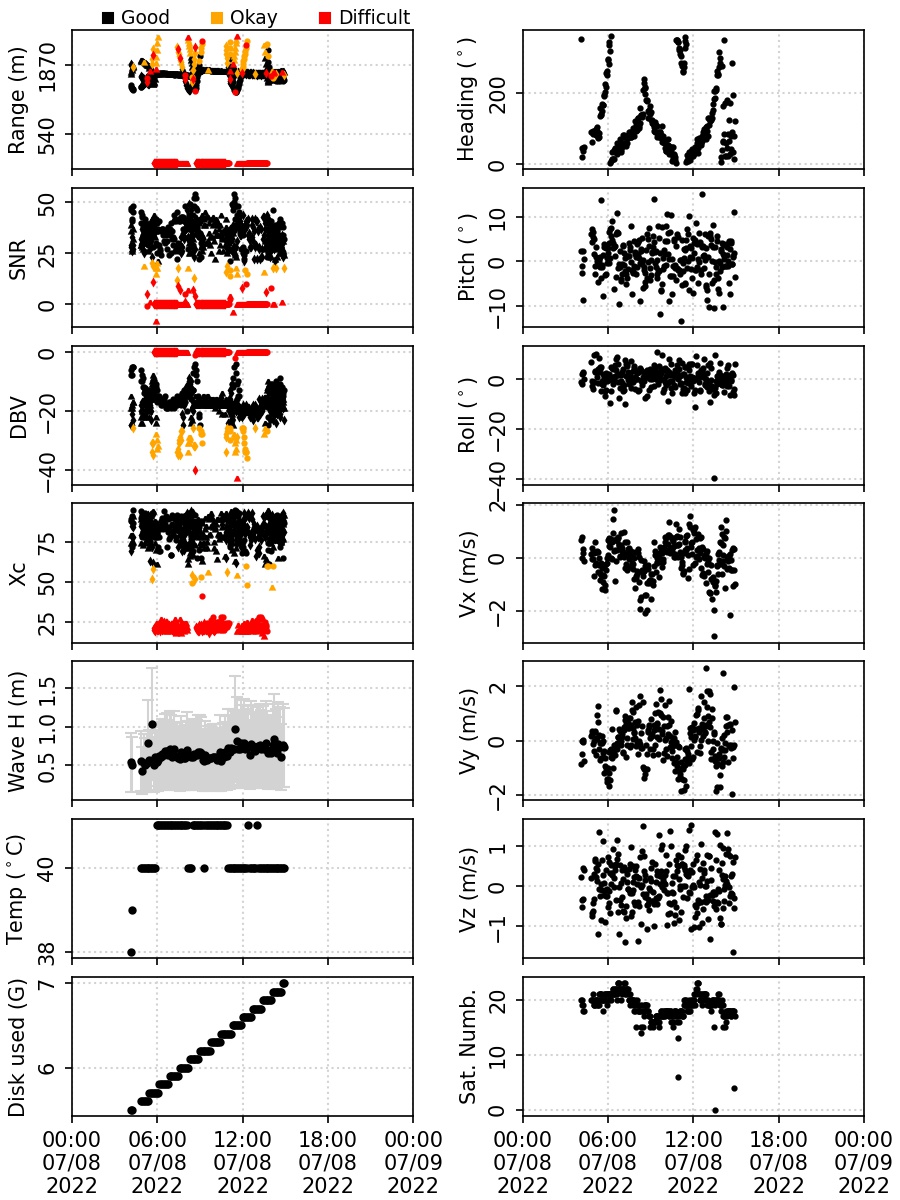 Good Okay Difficult
Range (m)
1870
540
Heading (°)
200
0
SNR
50
25
0
Pitch (°)
10
0
−10
DBV
0
−20
−40
Roll (°)
0
−20
−40
Xc
75
50
25
Vx (m/s)
2
0
−2
Wave H (m)
1.5
1.0
0.5
Vy (m/s)
2
0
−2
Temp (°C)
40
38
Vz (m/s)
1
0
−1
Disk used (G)
7
6
Sat. Numb.
20
10
0
00:00 06:00 12:00 18:00 00:00
07/08 07/08 07/08 07/08 07/09
2022 2022 2022 2022 2022
00:00 06:00 12:00 18:00 00:00
07/08 07/08 07/08 07/08 07/09
2022 2022 2022 2022 2022